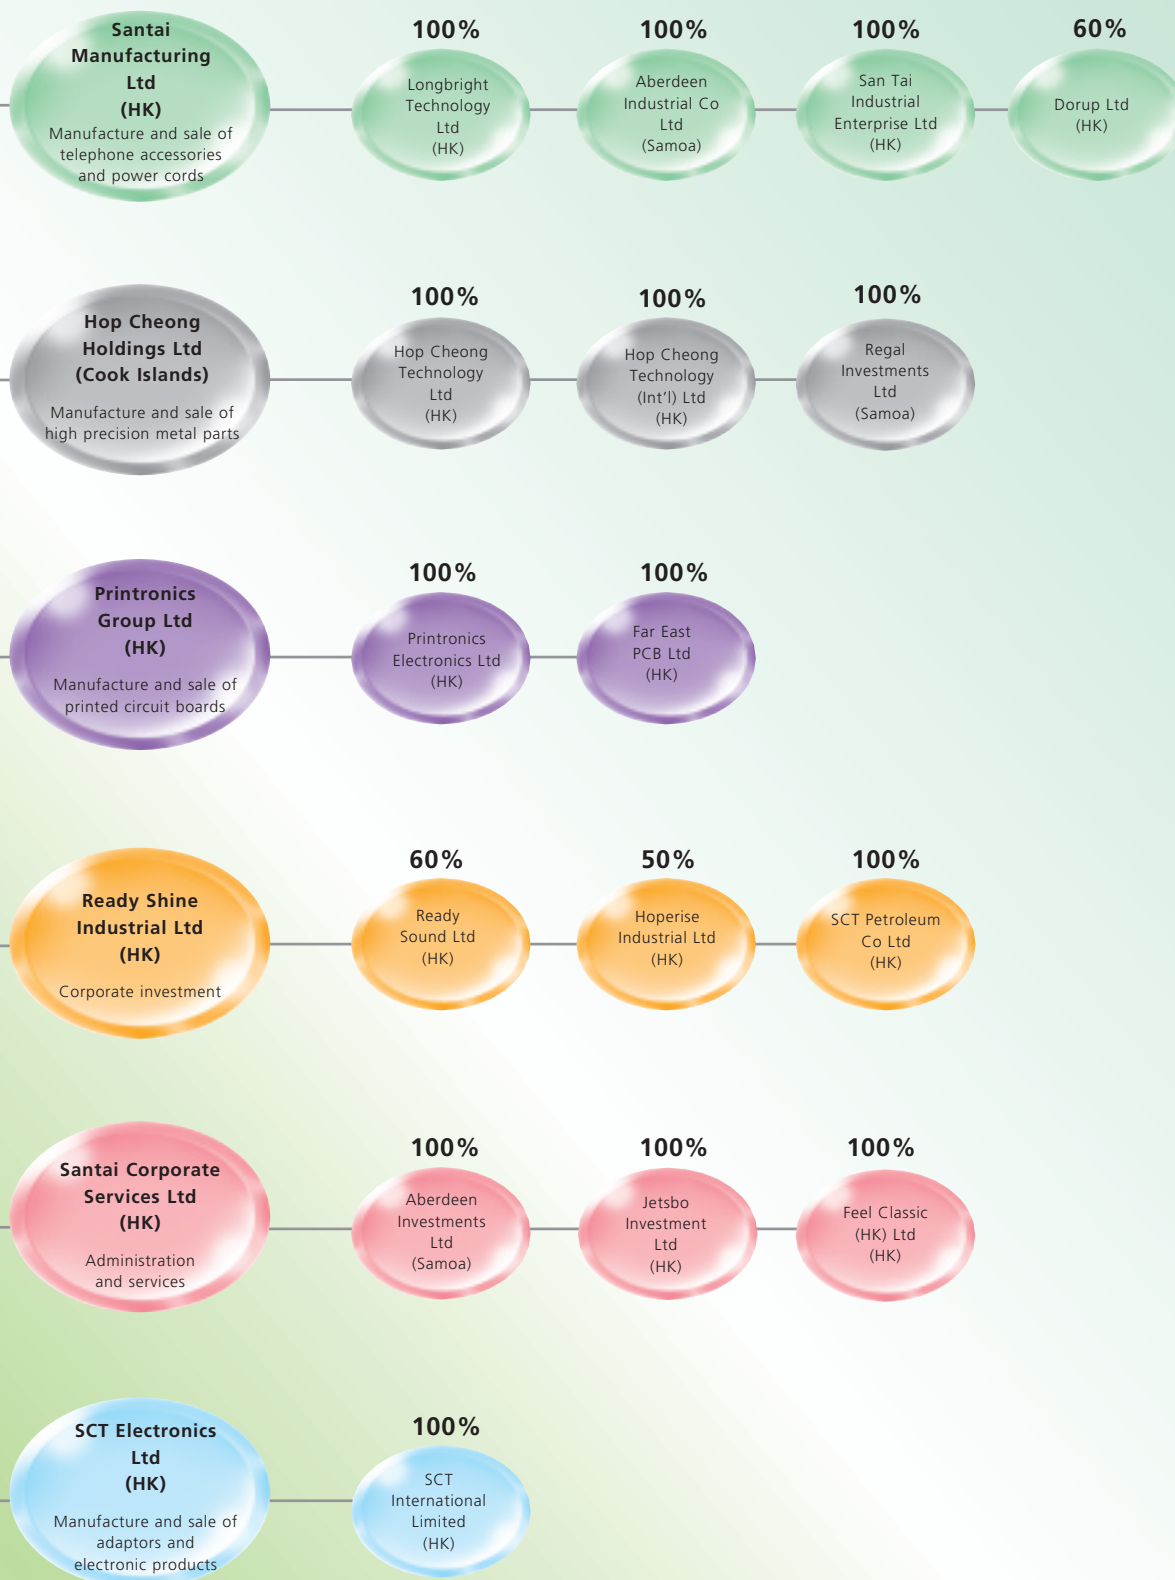 Santai
Manufacturing
Ltd
(HK)
Manufacture and sale of
telephone accessories
and power cords
100%
Longbright
Technology
Ltd
(HK)
100%
Aberdeen
Industrial Co
Ltd
(Samoa)
100%
San Tai
Industrial
Enterprise Ltd
(HK)
60%
Dorup Ltd
(HK)
Hop Cheong
Holdings Ltd
(Cook Islands)
Manufacture and sale of
high precision metal parts
100%
Hop Cheong
Technology
Ltd
(HK)
100%
Hop Cheong
Technology
(Int'l) Ltd
(HK)
100%
Regal
Investments
Ltd
(Samoa)
Printronics
Group Ltd
(HK)
Manufacture and sale of
printed circuit boards
100%
Printronics
Electronics Ltd
(HK)
100%
Far East
PCB Ltd
(HK)
Ready Shine
Industrial Ltd
(HK)
Corporate investment
60%
Ready
Sound Ltd
(HK)
50%
Hoperise
Industrial Ltd
(HK)
100%
SCT Petroleum
Co Ltd
(HK)
Santai Corporate
Services Ltd
(HK)
Administration
and services
100%
Aberdeen
Investments
Ltd
(Samoa)
100%
Jetsbo
Investment
Ltd
(HK)
100%
Feel Classic
(HK) Ltd
(HK)
SCT Electronics
Ltd
(HK)
Manufacture and sale of
adaptors and
electronic products
100%
SCT
International
Limited
(HK)